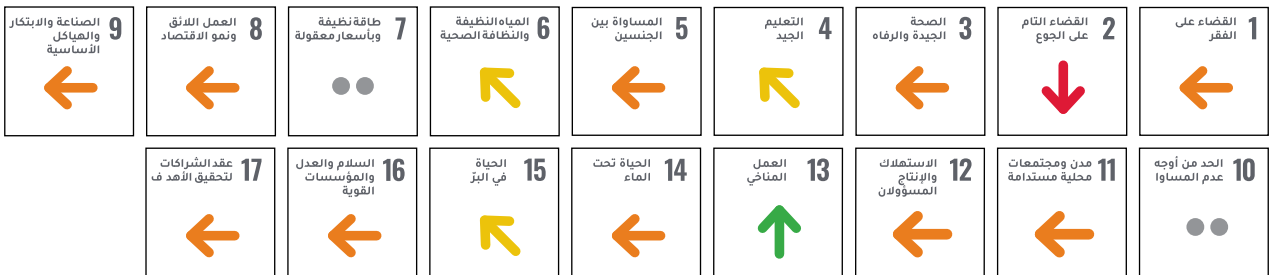 1 القضاء على
الفقر
2 القضاء التام
على الجوع
3 الصحة
الجيدة والرفاه
4 التعليم
الجيد
5 المساواة بين
الجنسين
6 المياه النظيفة
والنظافة الصحية
7 طاقة نظيفة
وبأسعار معقولة
8 العمل اللائق
ونمو الاقتصاد
9 الصناعة والابتكار
والهياكل
الأساسية
10 الحد من أوجه
عدم المساوا
11 مدن ومجتمعات
محلية مستدامة
12 الاستهلاك
والإنتاج
المسؤولان
13 العمل
المناخي
14 الحياة تحت
الماء
15 الحياة
في البرّ
16 السلام والعدل
والمؤسسات
القوية
17 عقد الشراكات
لتحقيق الأهد ف